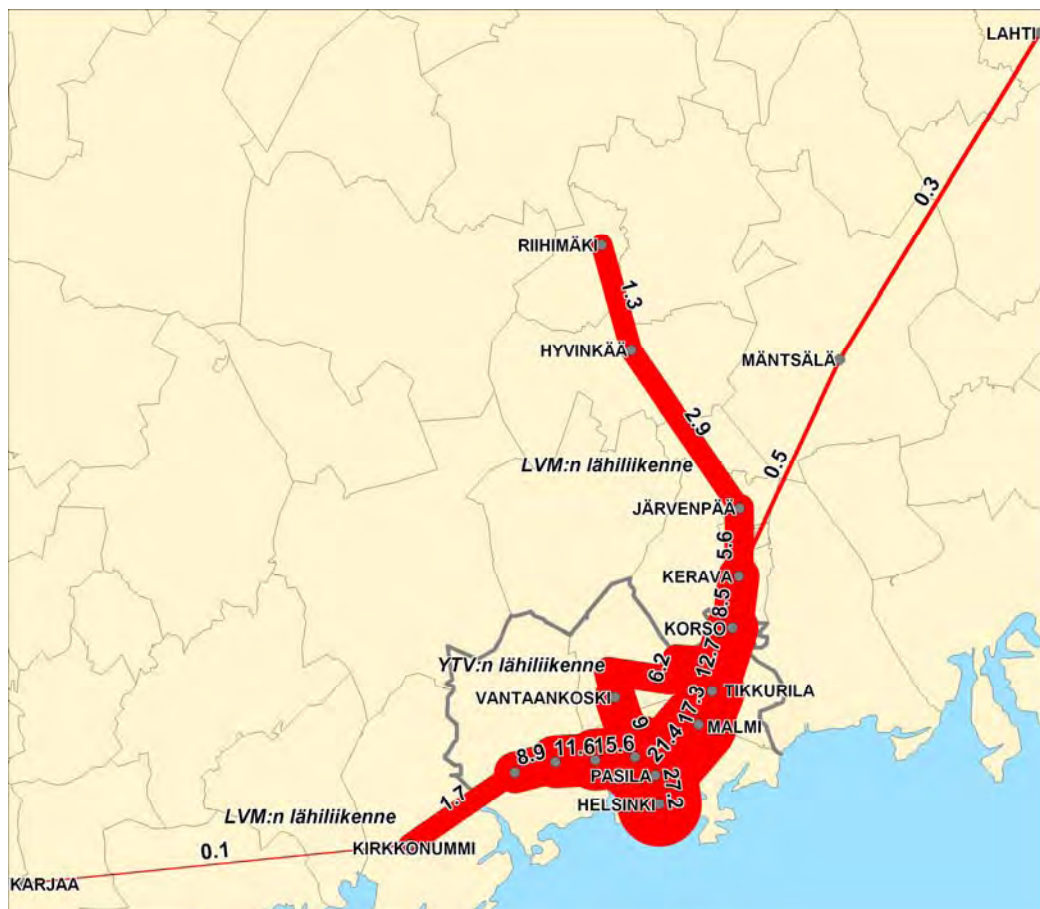 LAHTI
0.3
RIIHIMÄKI
1.3
HYVINKÄÄ
MÄNTSÄLÄ
2.9
LVM:n lähiliikenne
0.5
JÄRVENPÄÄ
5.6
KERAVA
8.5
KORSO
12.7
YTV:n lähiliikenne
6.2
VANTAANKOSKI
TIKKURILA
17.3
MALMI
9
21.4
8.9
11.6
15.6
PASILA
27.2
HELSINKI
1.7
LVM:n lähiliikenne
KIRKKONUMMI
0.1
KARJAA